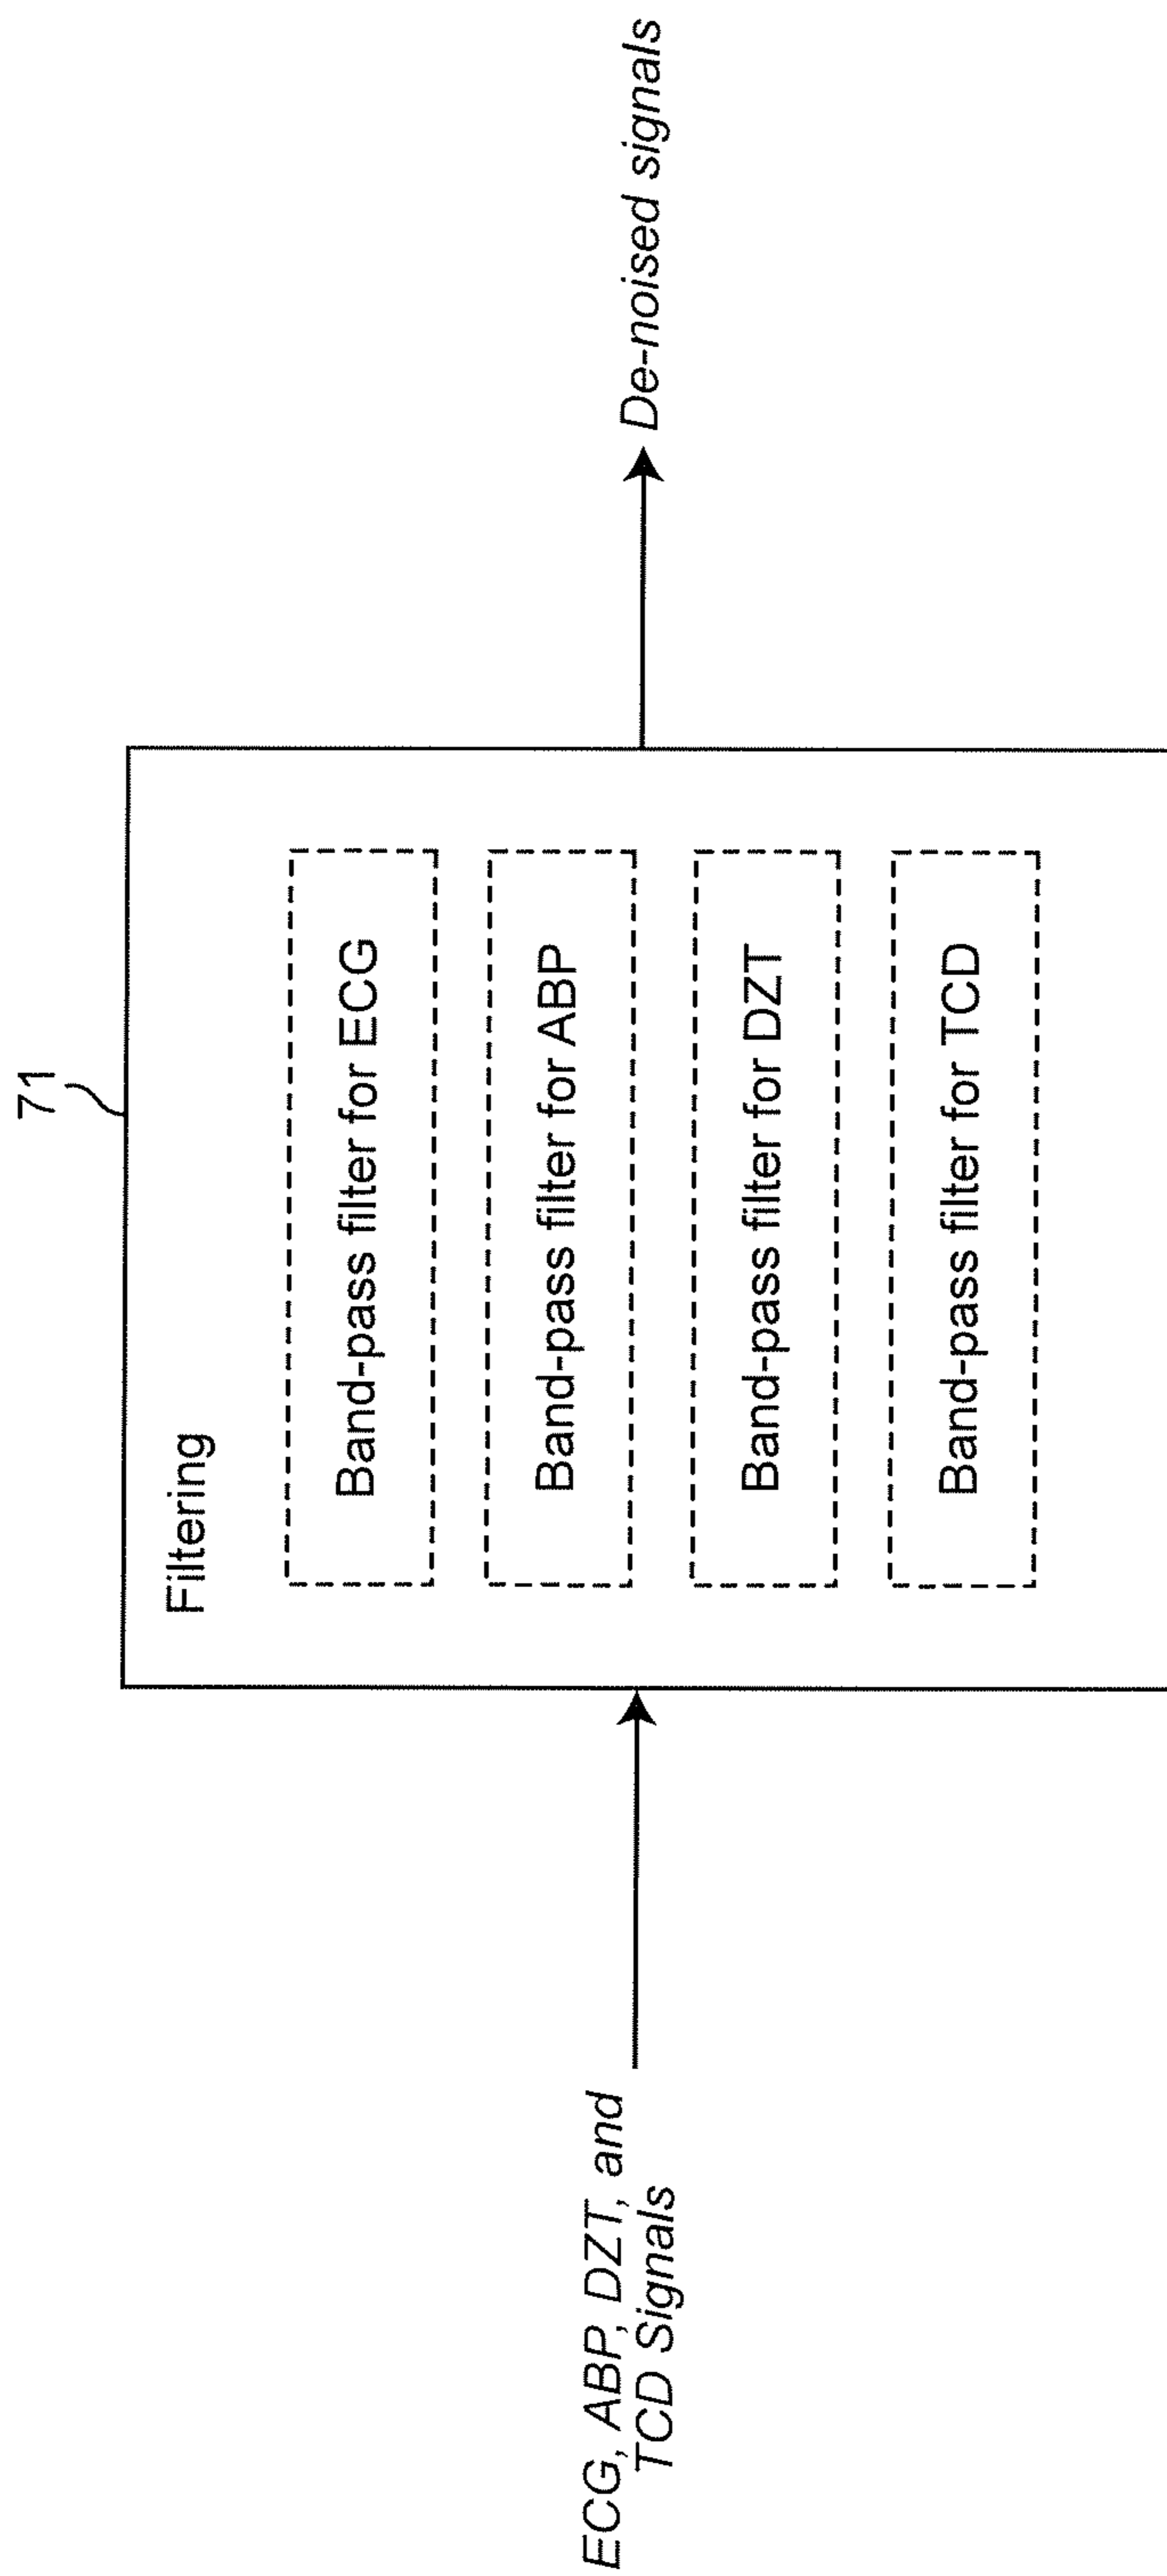 71
ECG, ABP, DZT, and
TCD Signals
Filtering
Band-pass filter for ECG
Band-pass filter for ABP
Band-pass filter for DZT
Band-pass filter for TCD
De-noised signals